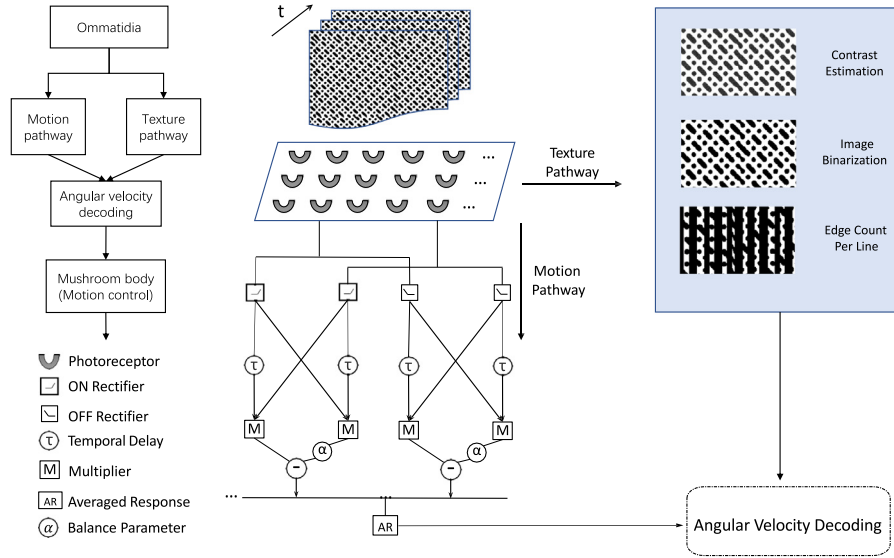 Ommatidia
Motion
pathway
Texture
pathway
Angular velocity
decoding
Mushroom body
(Motion control)
Photoreceptor
ON Rectifier
OFF Rectifier
τ Temporal Delay
M Multiplier
AR Averaged Response
α Balance Parameter
t
...
...
...
Texture
Pathway
Motion
Pathway
τ τ τ τ
M M M M
α α
− −
... ...
AR
Contrast
Estimation
Image
Binarization
Edge Count
Per Line
Angular Velocity Decoding